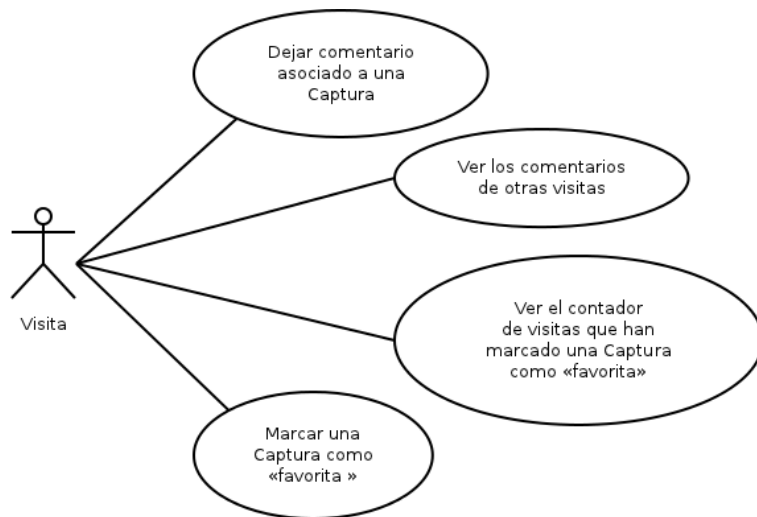 Dejar comentario
asociado a una
Captura
Ver los comentarios
de otras visitas
Visita
Ver el contador
de visitas que han
marcado una Captura
como «favorita»
Marcar una
Captura como
«favorita »